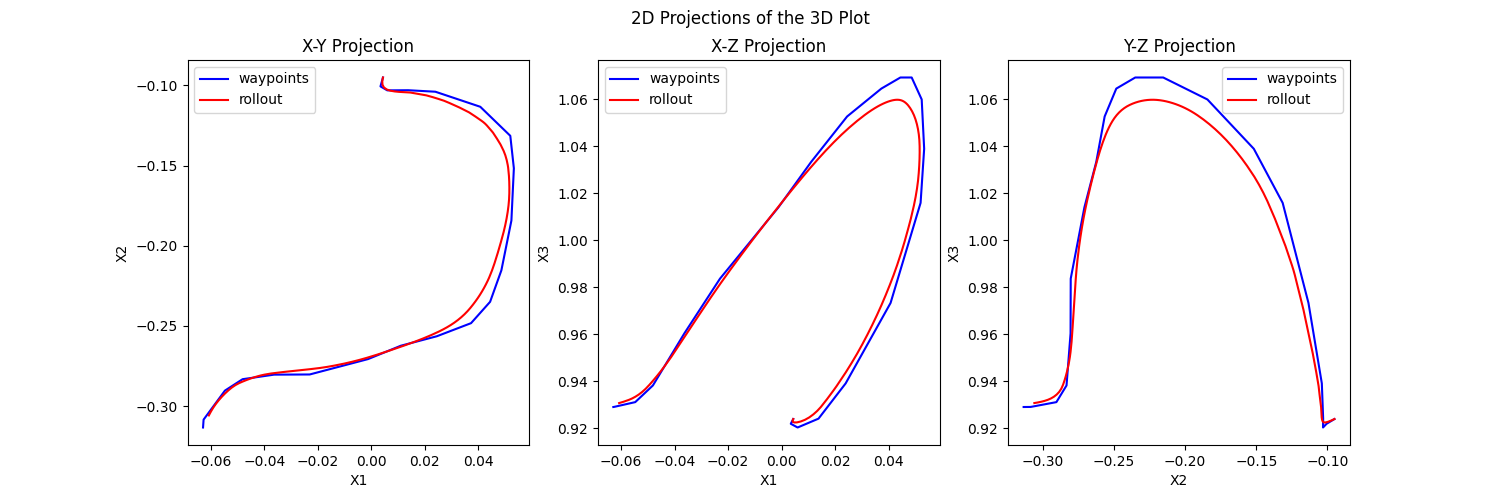 2D Projections of the 3D Plot
X-Y Projection
waypoints
rollout
−0.10
−0.15
−0.20
−0.25
−0.30
X2
−0.06
−0.04
−0.02
0.00
0.02
0.04
X1
X-Z Projection
waypoints
rollout
1.06
1.04
1.02
1.00
0.98
0.96
0.94
0.92
X3
−0.06
−0.04
−0.02
0.00
0.02
0.04
X1
Y-Z Projection
waypoints
rollout
1.06
1.04
1.02
1.00
0.98
0.96
0.94
0.92
X3
−0.30
−0.25
−0.20
−0.15
−0.10
X2